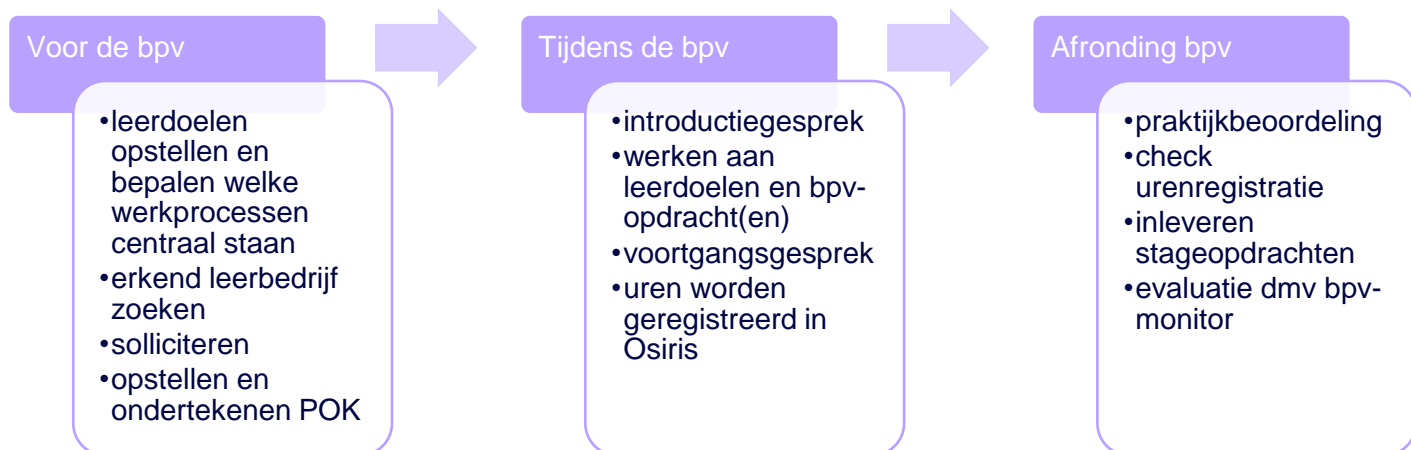 Voor de bpv
•leerdoelen
opstellen en
bepalen welke
werkprocessen
centraal staan
•erkend leerbedrijf
zoeken
•solliciteren
•opstellen en
ondertekenen POK
Tijdens de bpv
•introductiegesprek
•werken aan
leerdoelen en bpv-
opdracht(en)
•voortgangsgesprek
•uren worden
geregistreerd in
Osiris
Afronding bpv
•praktijkbeoordeling
•check
urenregistratie
•inleveren
stageopdrachten
•evaluatie dmv bpv-
monitor